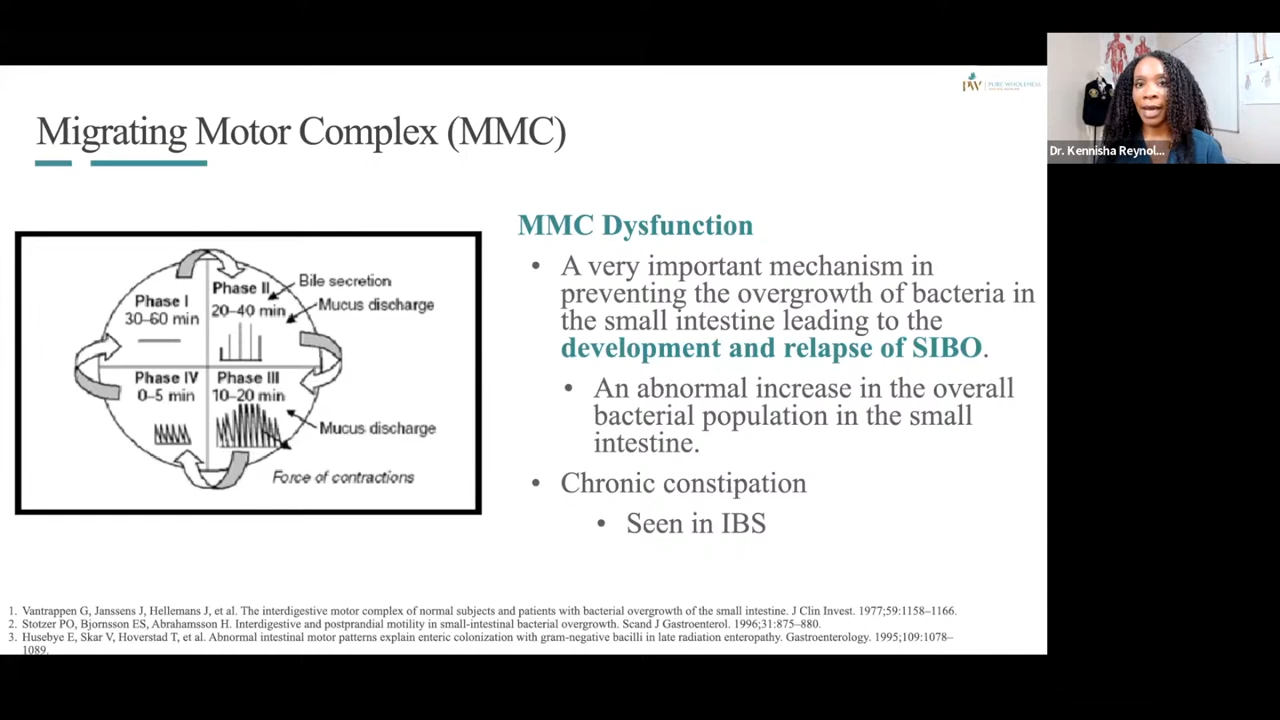 PW PURE WHOLENESS
Dr. Kennisha Reynol...
Migrating Motor Complex (MMC)
Phase I
30–60 min
Phase II
20–40 min
Bile secretion
Mucus discharge
Phase IV
0–5 min
Phase III
10–20 min
Mucus discharge
Force of contractions
MMC Dysfunction
• A very important mechanism in
preventing the overgrowth of bacteria in
the small intestine leading to the
development and relapse of SIBO.
• An abnormal increase in the overall
bacterial population in the small
intestine.
• Chronic constipation
• Seen in IBS
1. Vantrappen G, Janssens J, Hellemans J, et al. The interdigestive motor complex of normal subjects and patients with bacterial overgrowth of the small intestine. J Clin Invest. 1977;59:1158–1166.
2. Stotzer PO, Bjornsson ES, Abrahamsson H. Interdigestive and postprandial motility in small-intestinal bacterial overgrowth. Scand J Gastroenterol. 1996;31:875–880.
3. Husebye E, Skar V, Hoverstad T, et al. Abnormal intestinal motor patterns explain enteric colonization with gram-negative bacilli in late radiation enteropathy. Gastroenterology. 1995;109:1078–
1089.